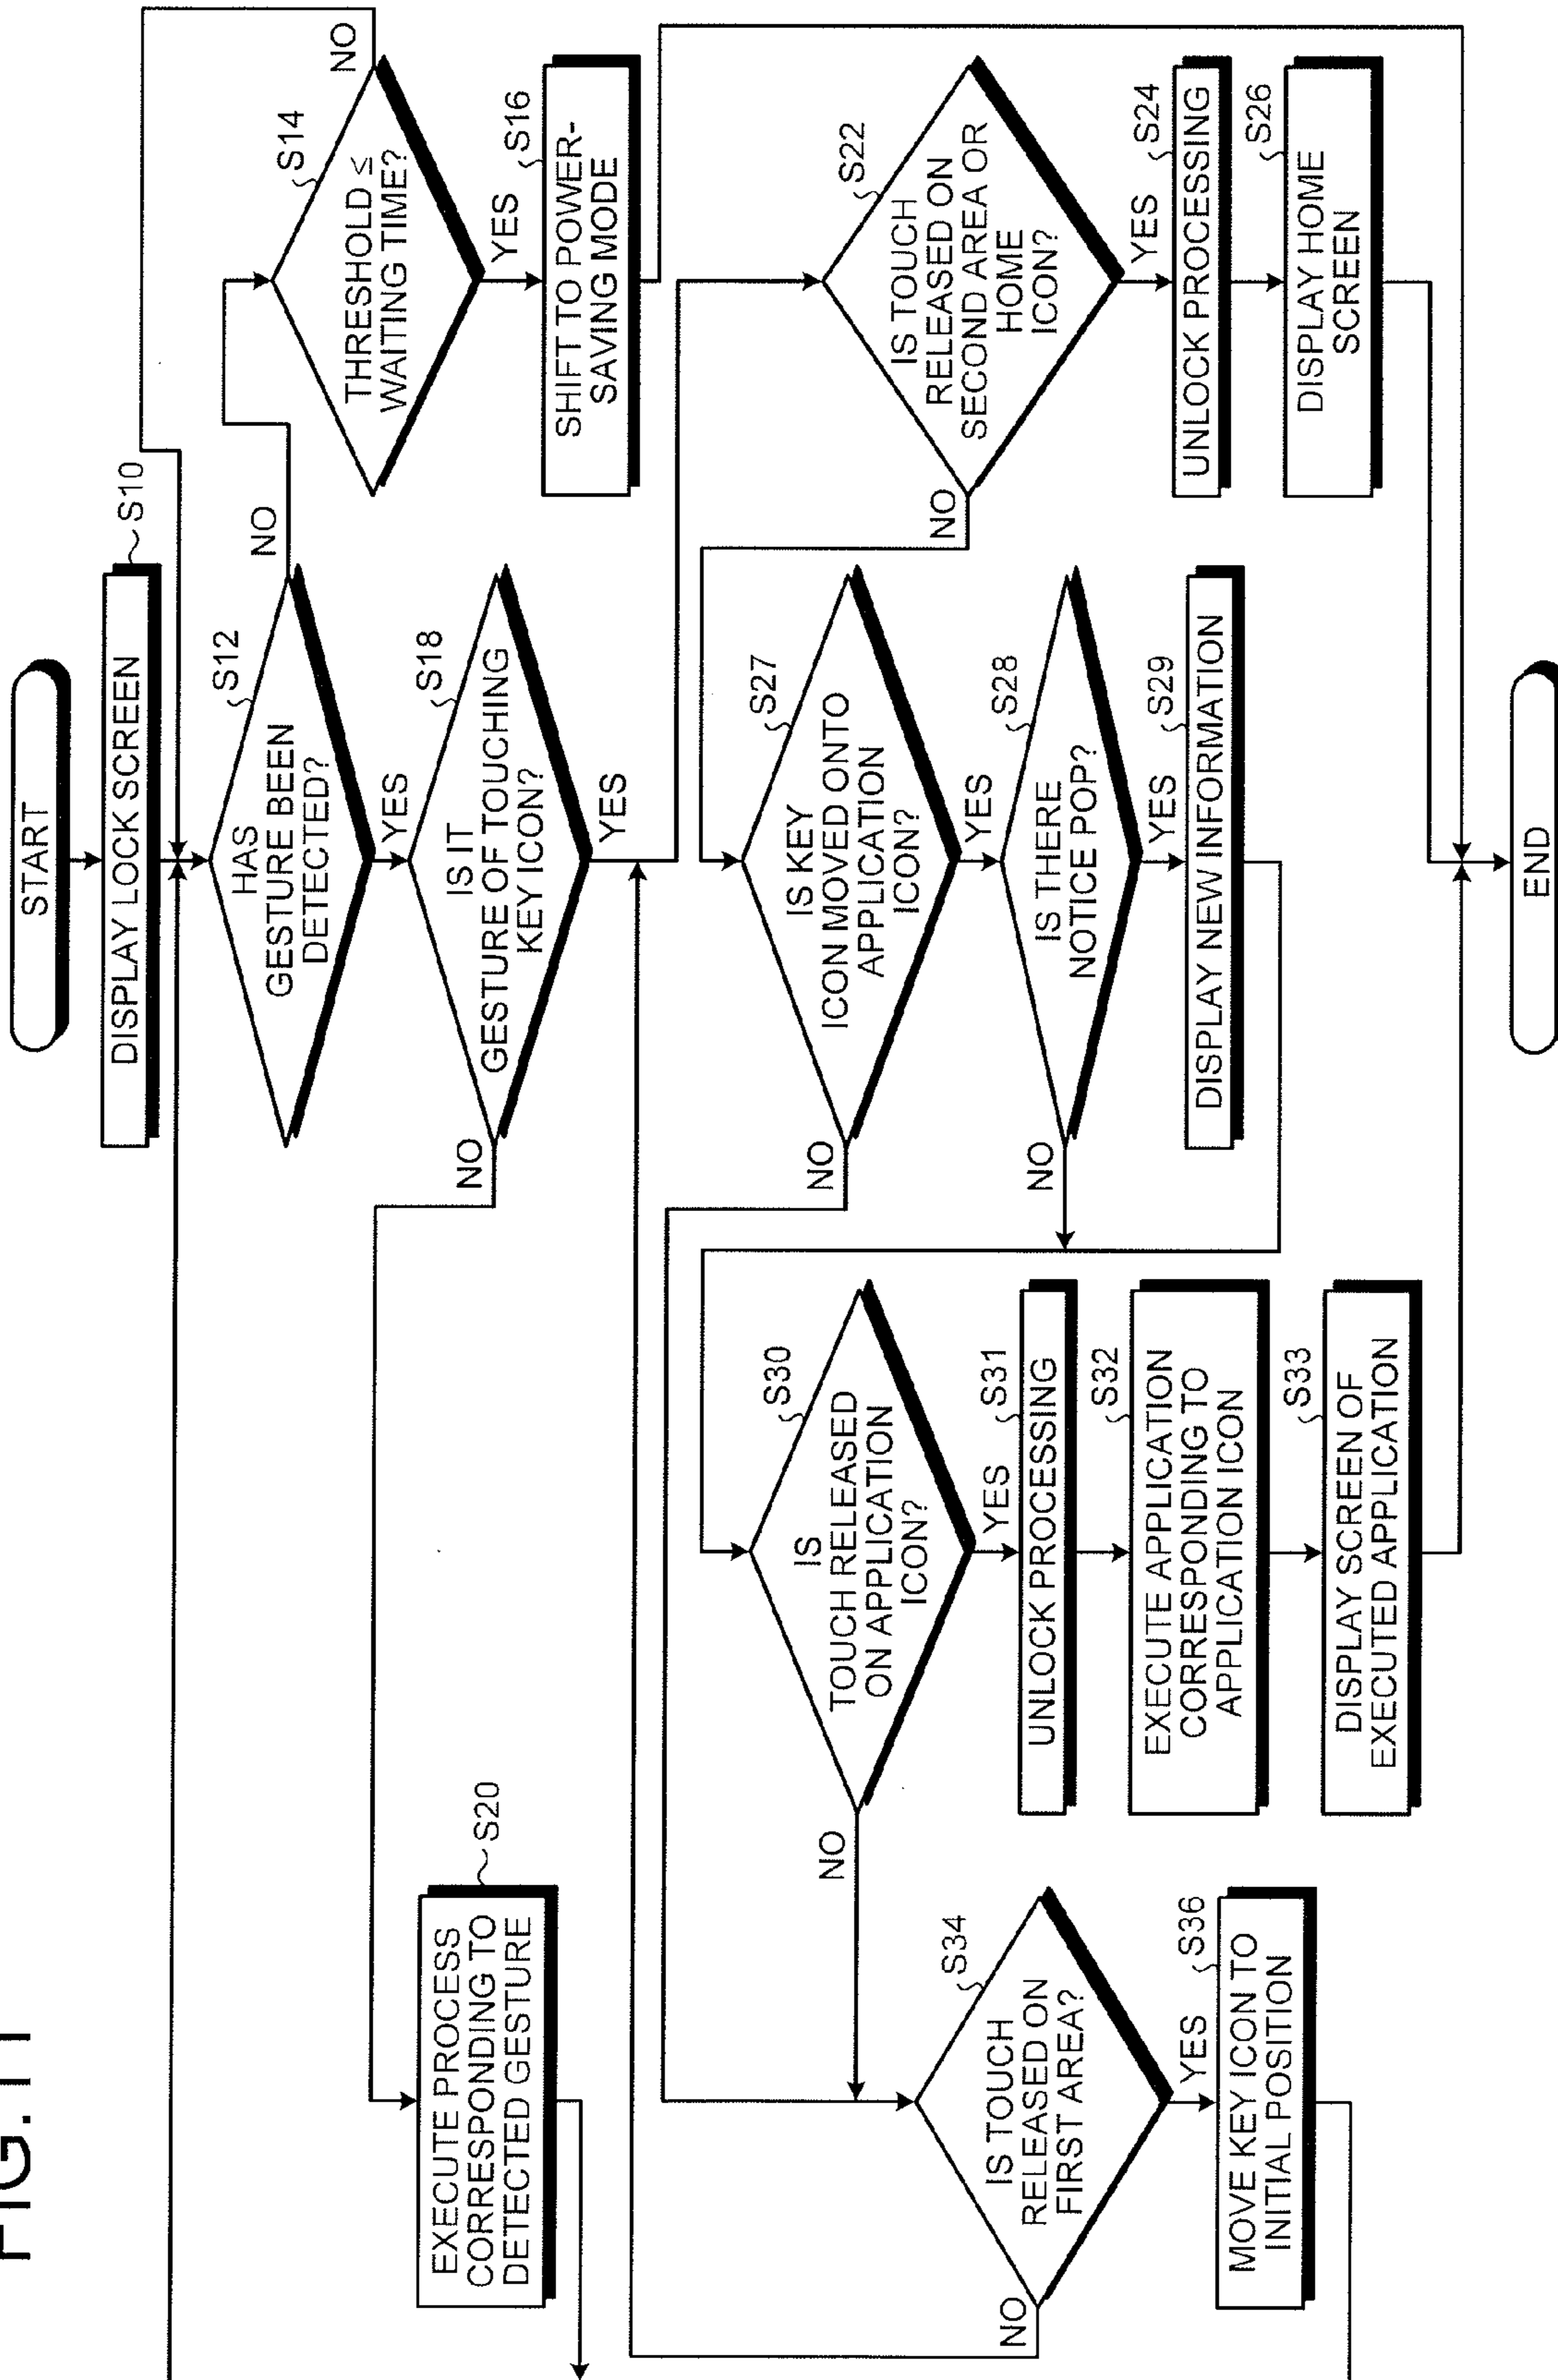 FIG.11
START
DISPLAY LOCK SCREEN
S10
HAS
GESTURE BEEN
DETECTED?
S12
NO
YES
THRESHOLD ≤
WAITING TIME?
S14
NO
YES
SHIFT TO POWER-
SAVING MODE
S16
IS IT
GESTURE OF TOUCHING
KEY ICON?
S18
NO
YES
EXECUTE PROCESS
CORRESPONDING TO
DETECTED GESTURE
S20
IS TOUCH
RELEASED ON
SECOND AREA OR
HOME
ICON?
S22
NO
YES
UNLOCK PROCESSING
S24
DISPLAY HOME
SCREEN
S26
IS KEY
ICON MOVED ONTO
APPLICATION
ICON?
S27
NO
YES
IS THERE
NOTICE POP?
S28
NO
YES
DISPLAY NEW INFORMATION
S29
IS
TOUCH RELEASED
ON APPLICATION
ICON?
S30
NO
YES
UNLOCK PROCESSING
S31
EXECUTE APPLICATION
CORRESPONDING TO
APPLICATION ICON
S32
DISPLAY SCREEN OF
EXECUTED APPLICATION
S33
IS TOUCH
RELEASED ON
FIRST AREA?
S34
NO
YES
MOVE KEY ICON TO
INITIAL POSITION
S36
END